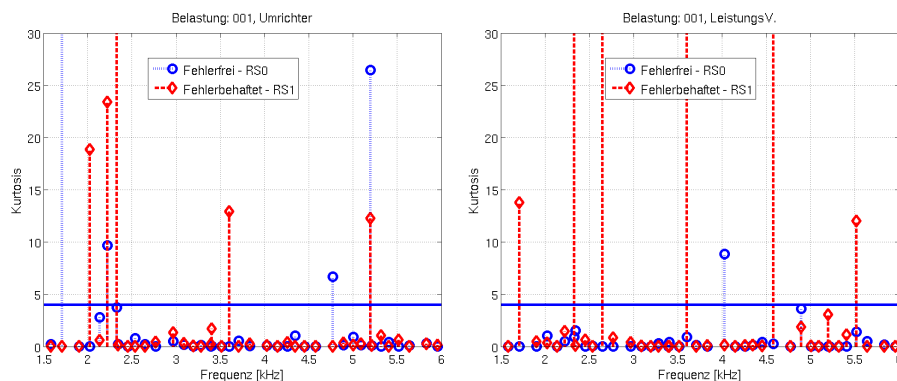 Belastung: 001, Umrichter
30
25
20
15
10
5
0
Kurtosis
Fehlerfrei - RS0
Fehlerbehaftet - RS1
1.5 2 2.5 3 3.5 4 4.5 5 5.5 6
Frequenz [kHz]
Belastung: 001, LeistungsV.
30
25
20
15
10
5
0
Kurtosis
Fehlerfrei - RS0
Fehlerbehaftet - RS1
1.5 2 2.5 3 3.5 4 4.5 5 5.5 6
Frequenz [kHz]